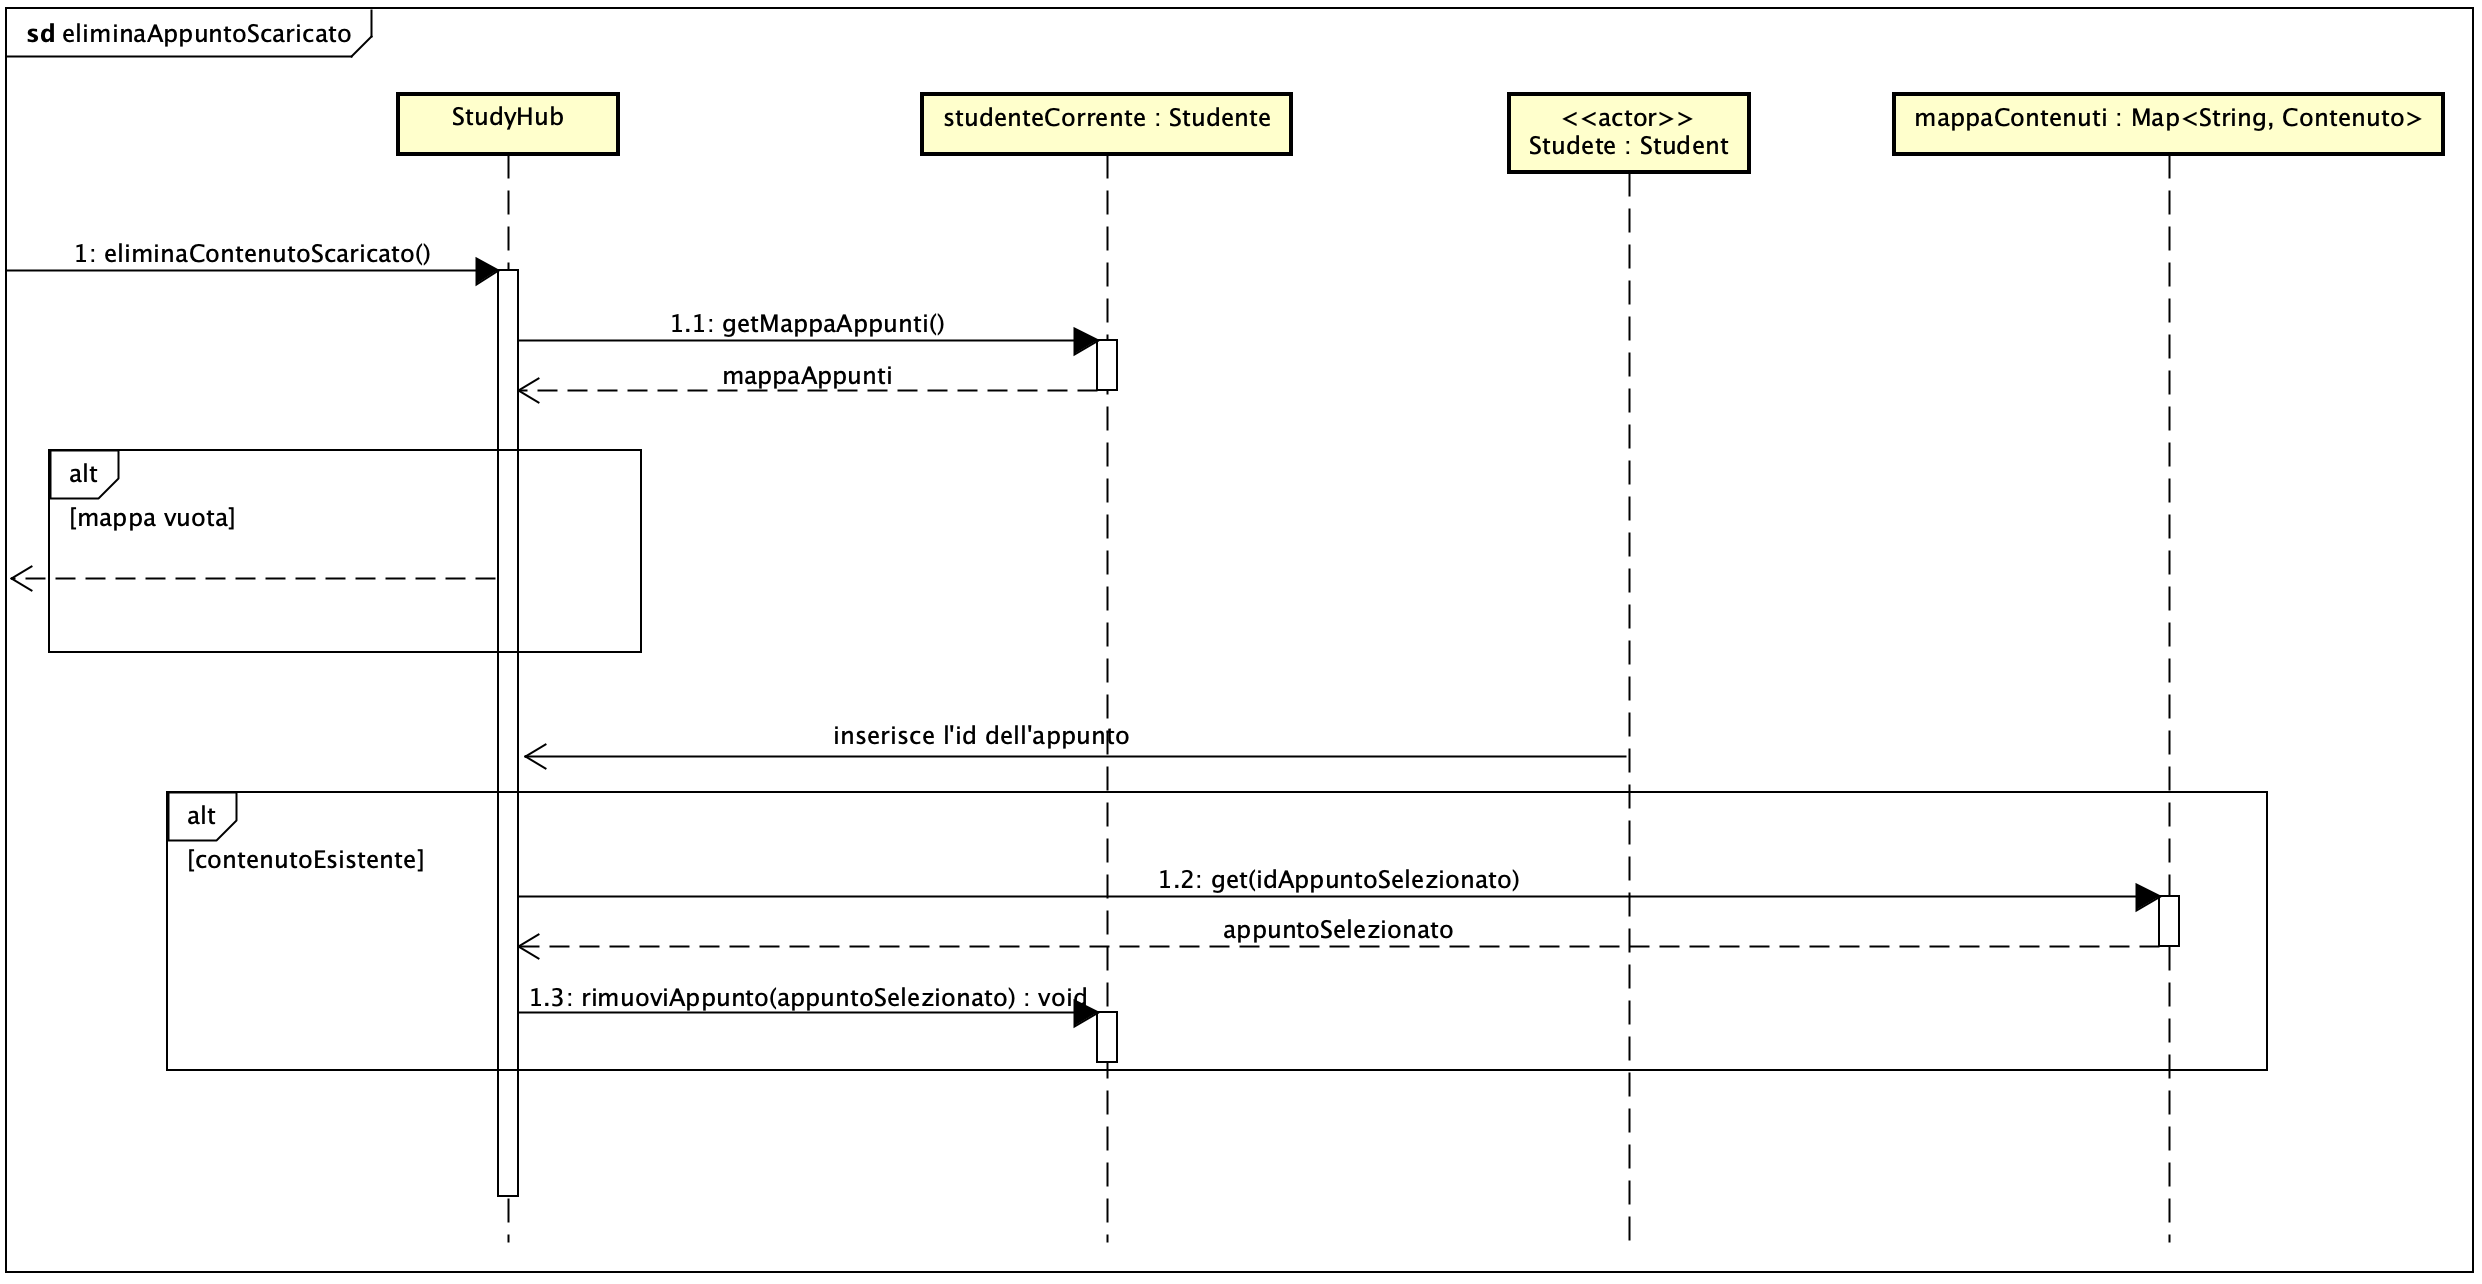 sd eliminaAppuntoScaricato
StudyHub
studenteCorrente : Studente
<<actor>>
Studete : Student
mappaContenuti : Map<String, Contenuto>
1: eliminaContenutoScaricato()
1.1: getMappaAppunti()
mappaAppunti
alt
[mappa vuota]
inserisce l'id dell'appunto
alt
[contenutoEsistente]
1.2: get(idAppuntoSelezionato)
appuntoSelezionato
1.3: rimuoviAppunto(appuntoSelezionato) : void